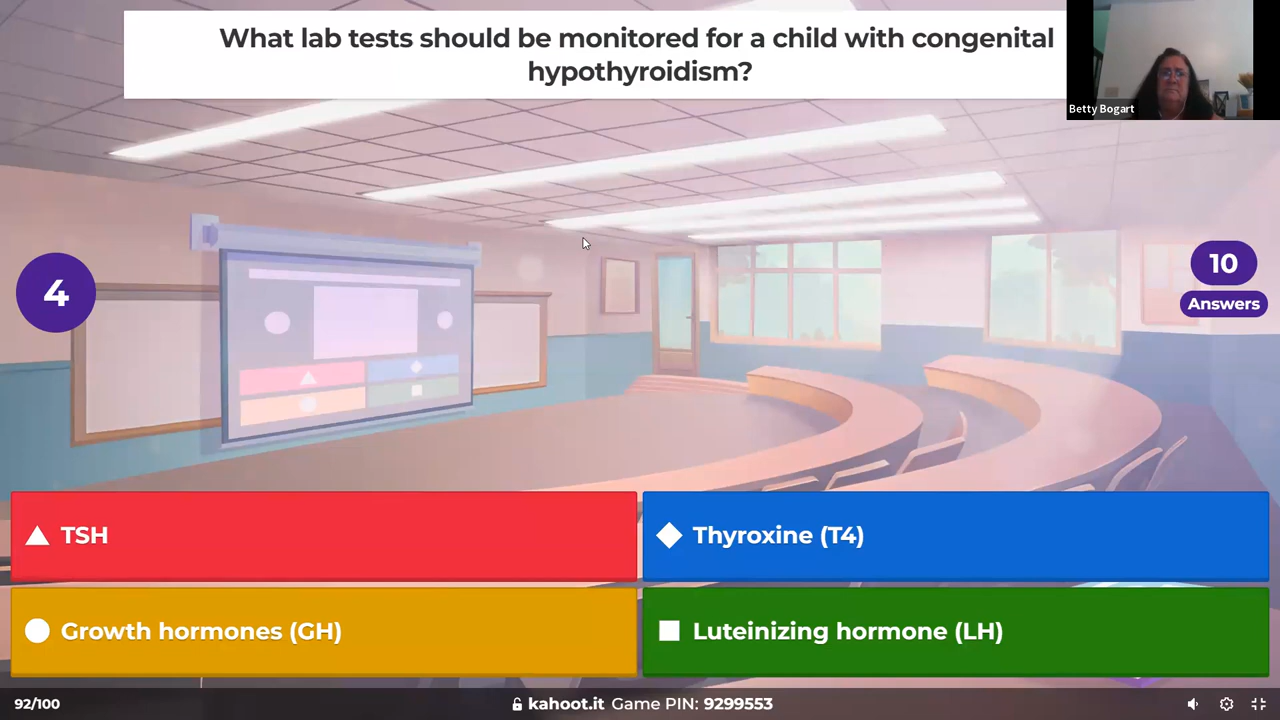 What lab tests should be monitored for a child with congenital
hypothyroidism?
Betty Bogart
4
10
Answers
TSH
Thyroxine (T4)
Growth hormones (GH)
Luteinizing hormone (LH)
92/100
kahoot.it Game PIN: 9299553